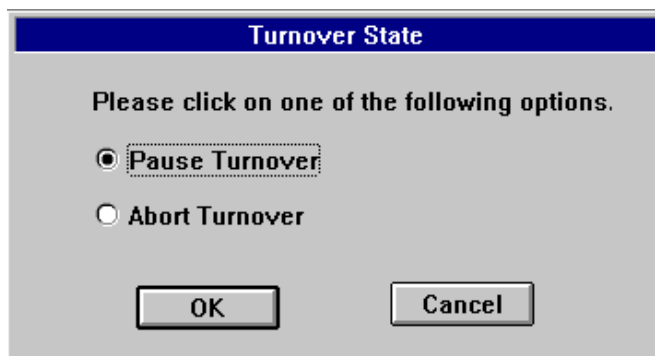 Turnover State
Please click on one of the following options.
Pause Turnover
Abort Turnover
OK Cancel